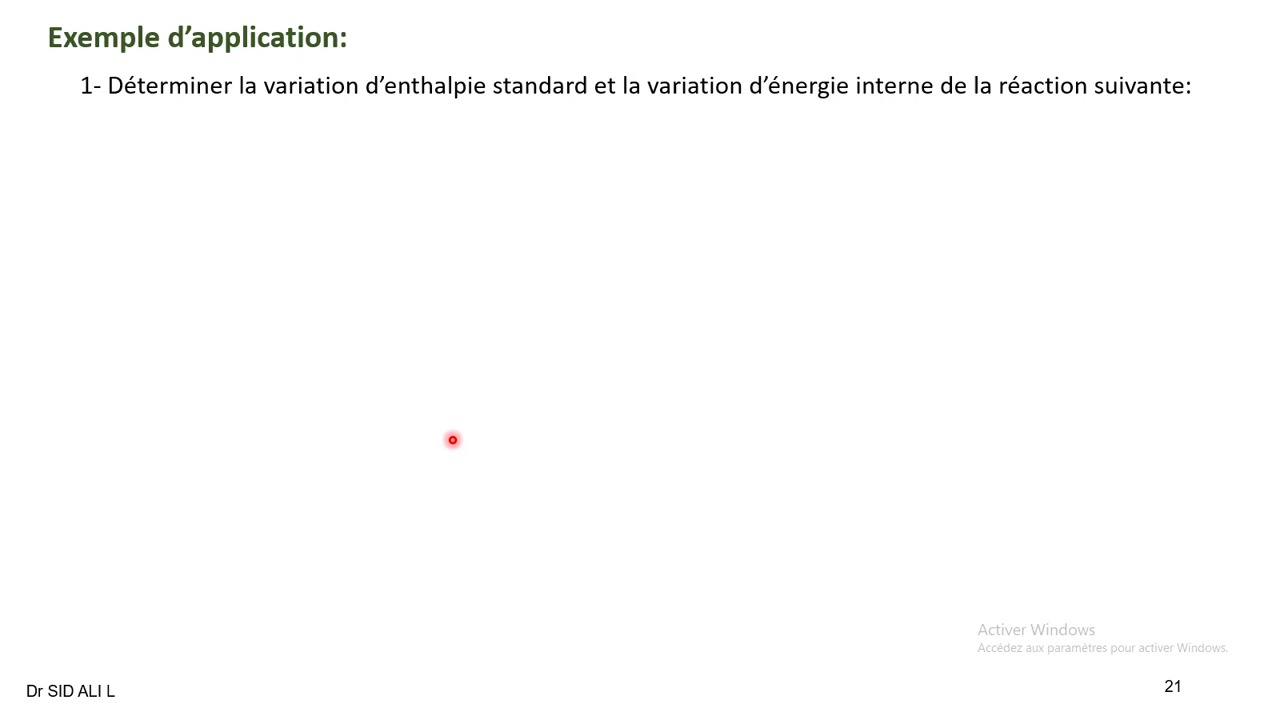 Exemple d’application:
1- Déterminer la variation d’enthalpie standard et la variation d’énergie interne de la réaction suivante:
Activer Windows
Accédez aux paramètres pour activer Windows.
Dr SID ALI L
21